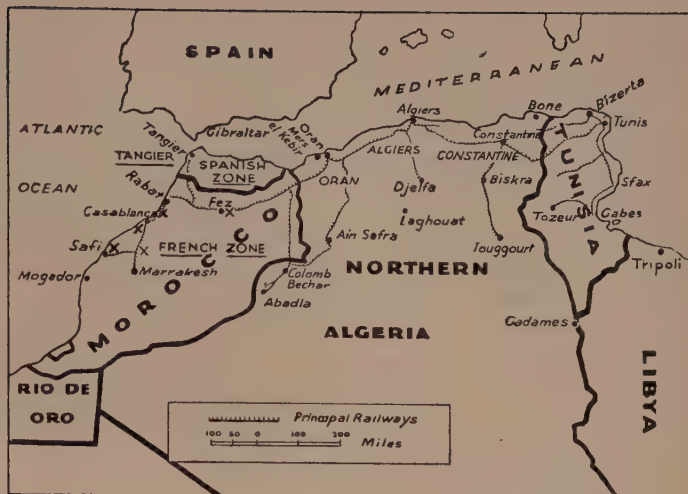 SPAIN
MEDITERRANEAN
ATLANTIC
OCEAN
Tangier
Gibraltar
TANGIER
SPANISH
ZONE
Mers
el Kebir
Oran
ORAN
Algiers
ALGIERS
Bone
Bizerta
Tunis
Constantine
CONSTANTINE
TUNISIA
Rabat
Casablanca
Fez
Safi
FRENCH ZONE
Mogador
Marrakesh
MOROCCO
Djelfa
Laghouat
Biskra
Touggourt
Ain Sefra
Colomb
Bechar
Abadla
Tozeur
Sfax
Gabes
Tripoli
NORTHERN
ALGERIA
Gadames
LIBYA
RIO DE
ORO
Principal Railways
100 50 0 100 200
Miles